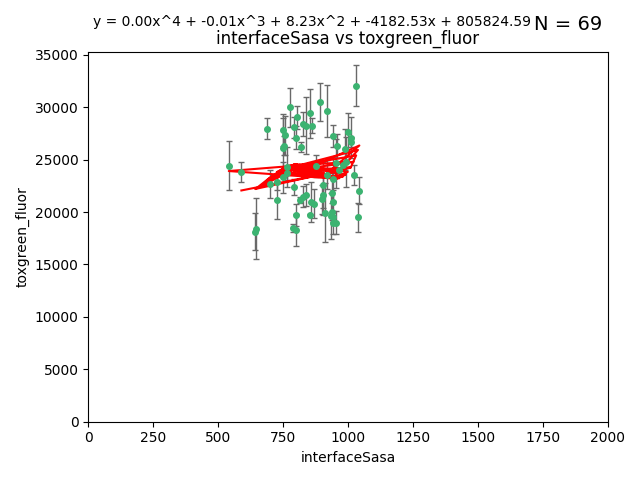 y = 0.00x^4 + -0.01x^3 + 8.23x^2 + -4182.53x + 805824.59 N = 69
interfaceSasa vs toxgreen_fluor
35000
30000
25000
20000
15000
10000
5000
0
toxgreen_fluor
0 250 500 750 1000 1250 1500 1750 2000
interfaceSasa